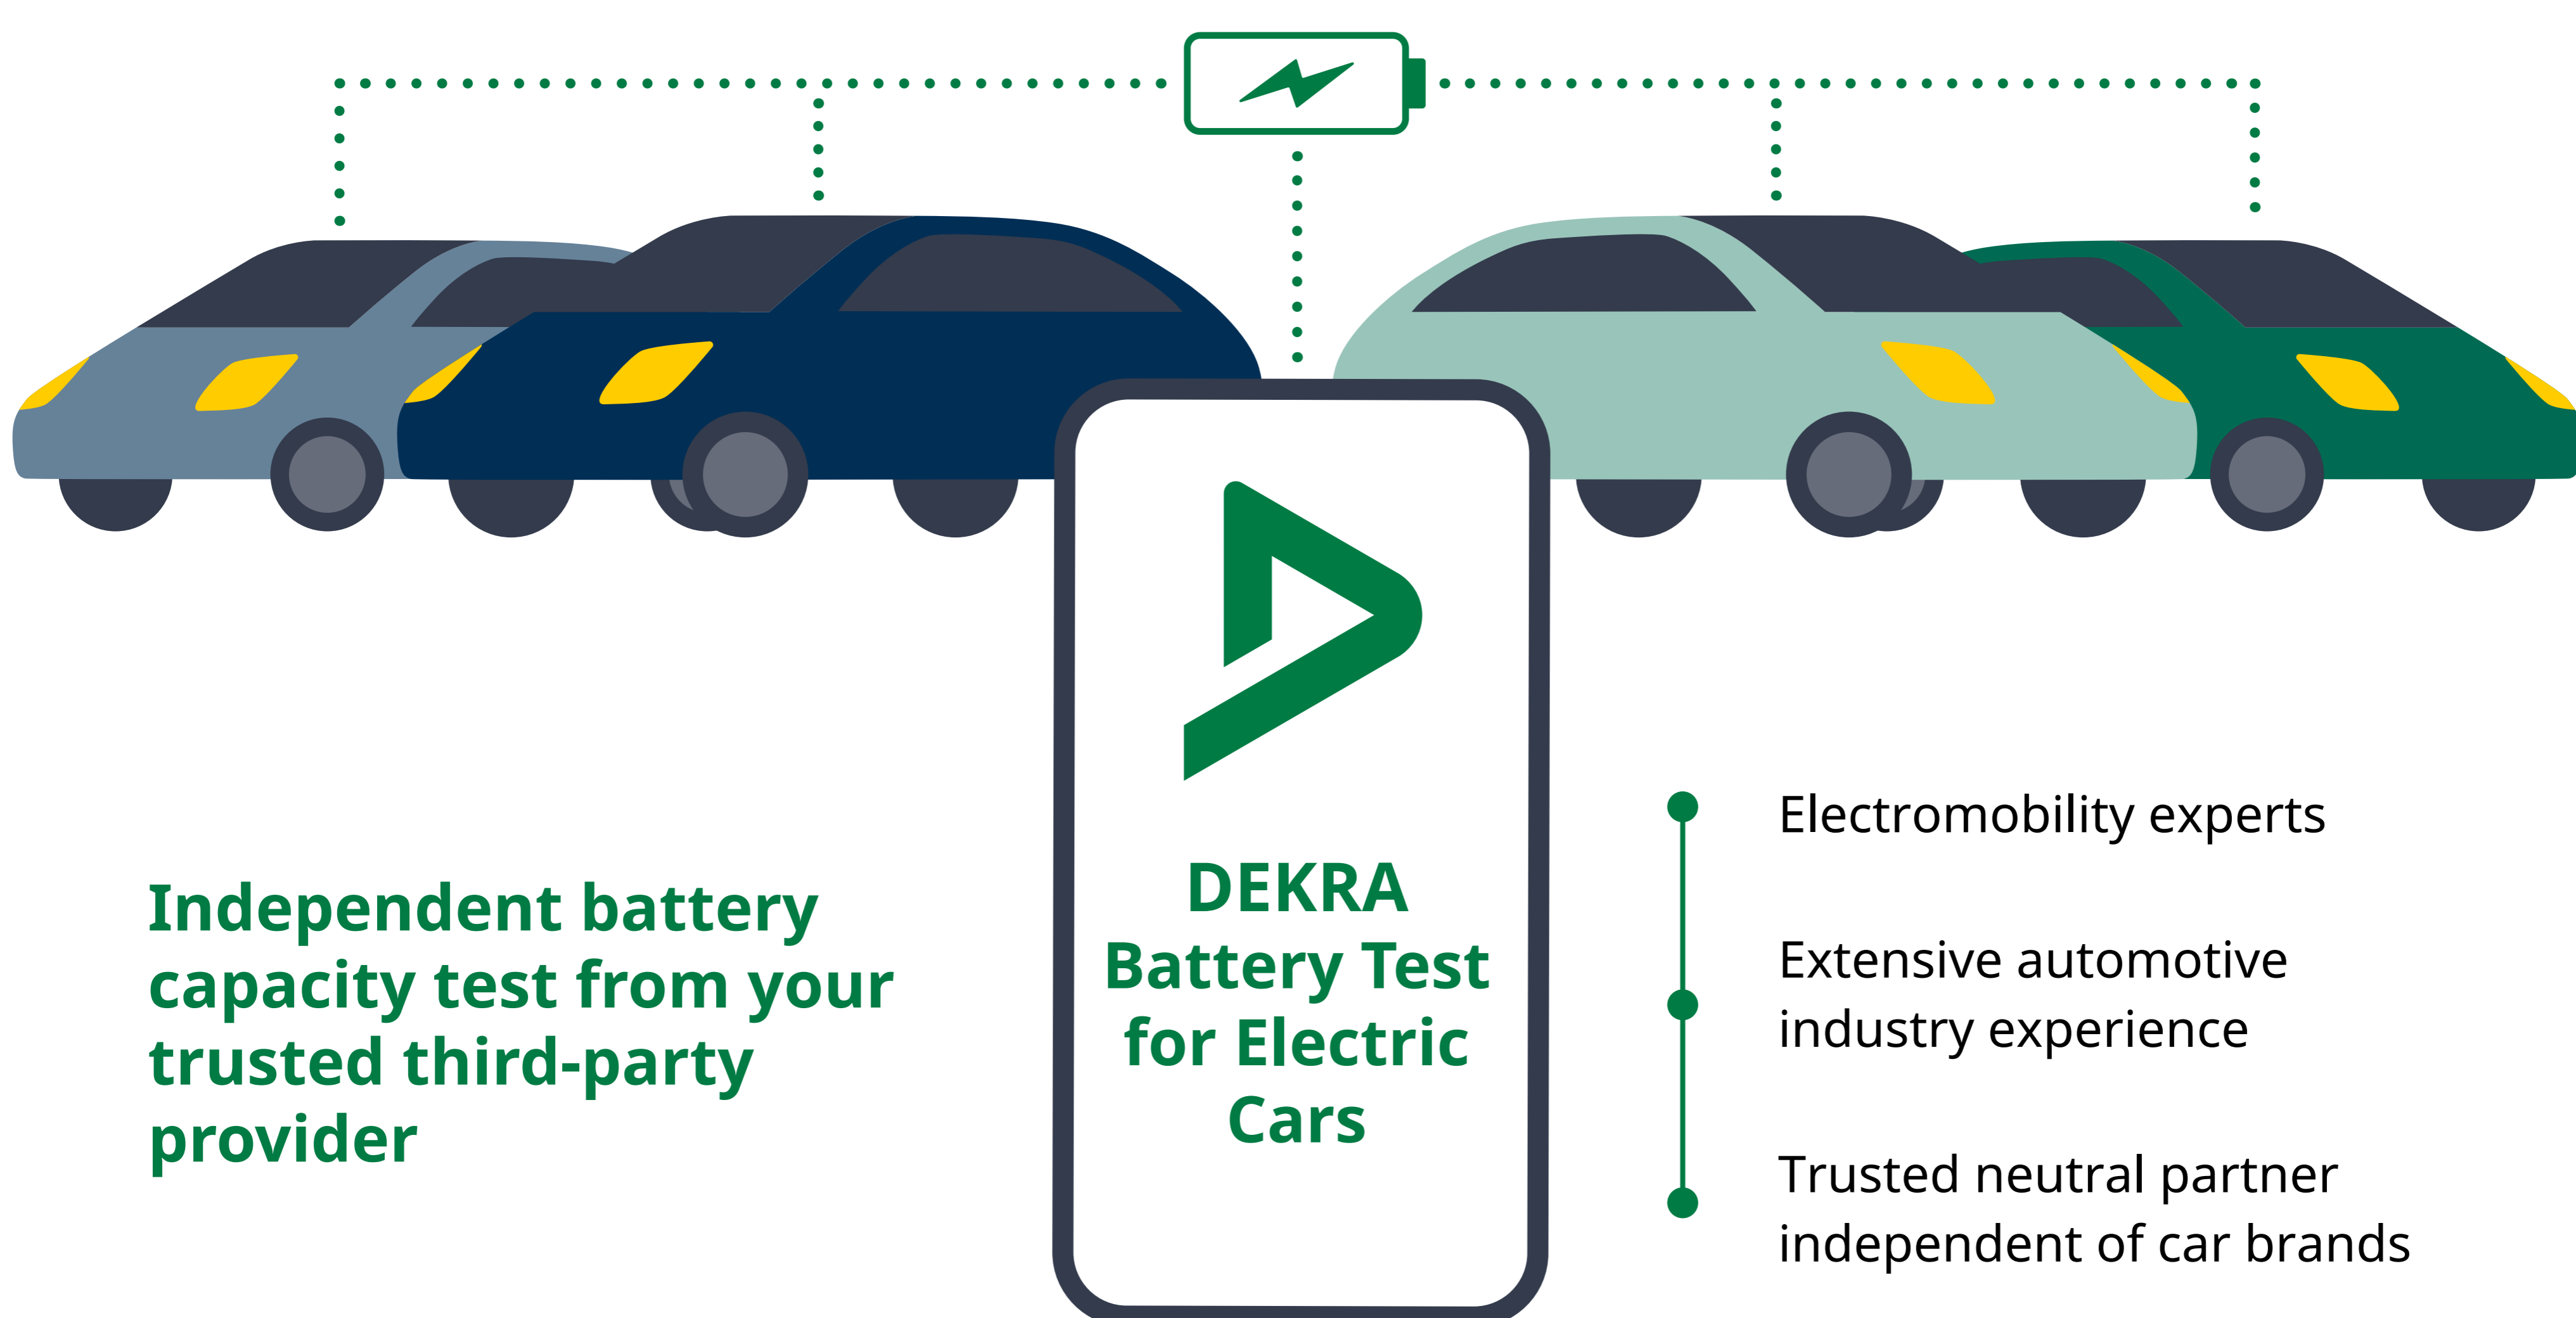 Independent battery
capacity test from your
trusted third-party
provider
DEKRA
Battery Test
for Electric
Cars
Electromobility experts
Extensive automotive
industry experience
Trusted neutral partner
independent of car brands